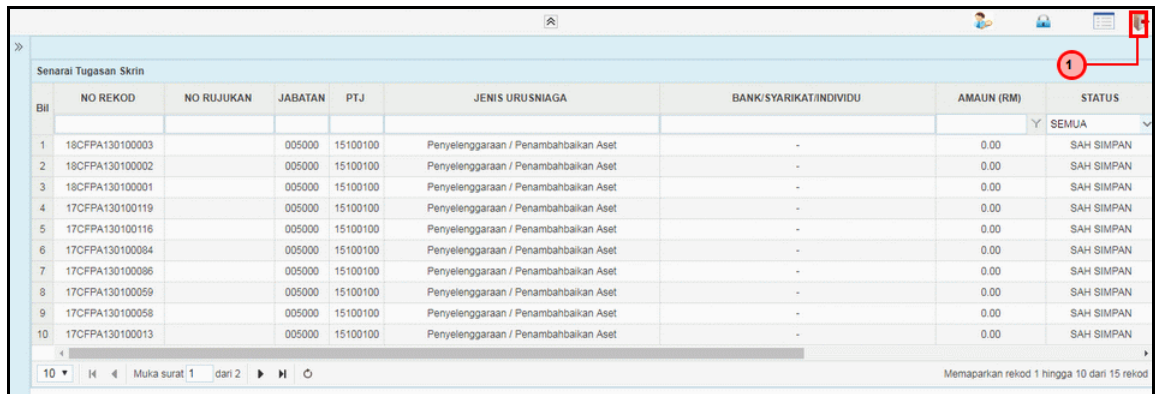 1
Senarai Tugasan Skrin
Bil NO REKOD NO RUJUKAN JABATAN PTJ JENIS URUSNIAGA BANK/SYARIKAT/INDIVIDU AMAUN (RM) STATUS
SEMUA
1 18CFPA130100003 005000 15100100 Penyelenggaraan / Penambahbaikan Aset - 0.00 SAH SIMPAN
2 18CFPA130100002 005000 15100100 Penyelenggaraan / Penambahbaikan Aset - 0.00 SAH SIMPAN
3 18CFPA130100001 005000 15100100 Penyelenggaraan / Penambahbaikan Aset - 0.00 SAH SIMPAN
4 17CFPA130100119 005000 15100100 Penyelenggaraan / Penambahbaikan Aset - 0.00 SAH SIMPAN
5 17CFPA130100116 005000 15100100 Penyelenggaraan / Penambahbaikan Aset - 0.00 SAH SIMPAN
6 17CFPA130100084 005000 15100100 Penyelenggaraan / Penambahbaikan Aset - 0.00 SAH SIMPAN
7 17CFPA130100086 005000 15100100 Penyelenggaraan / Penambahbaikan Aset - 0.00 SAH SIMPAN
8 17CFPA130100059 005000 15100100 Penyelenggaraan / Penambahbaikan Aset - 0.00 SAH SIMPAN
9 17CFPA130100058 005000 15100100 Penyelenggaraan / Penambahbaikan Aset - 0.00 SAH SIMPAN
10 17CFPA130100013 005000 15100100 Penyelenggaraan / Penambahbaikan Aset - 0.00 SAH SIMPAN
10 Muka surat 1 dari 2 Memaparkan rekod 1 hingga 10 dari 15 rekod